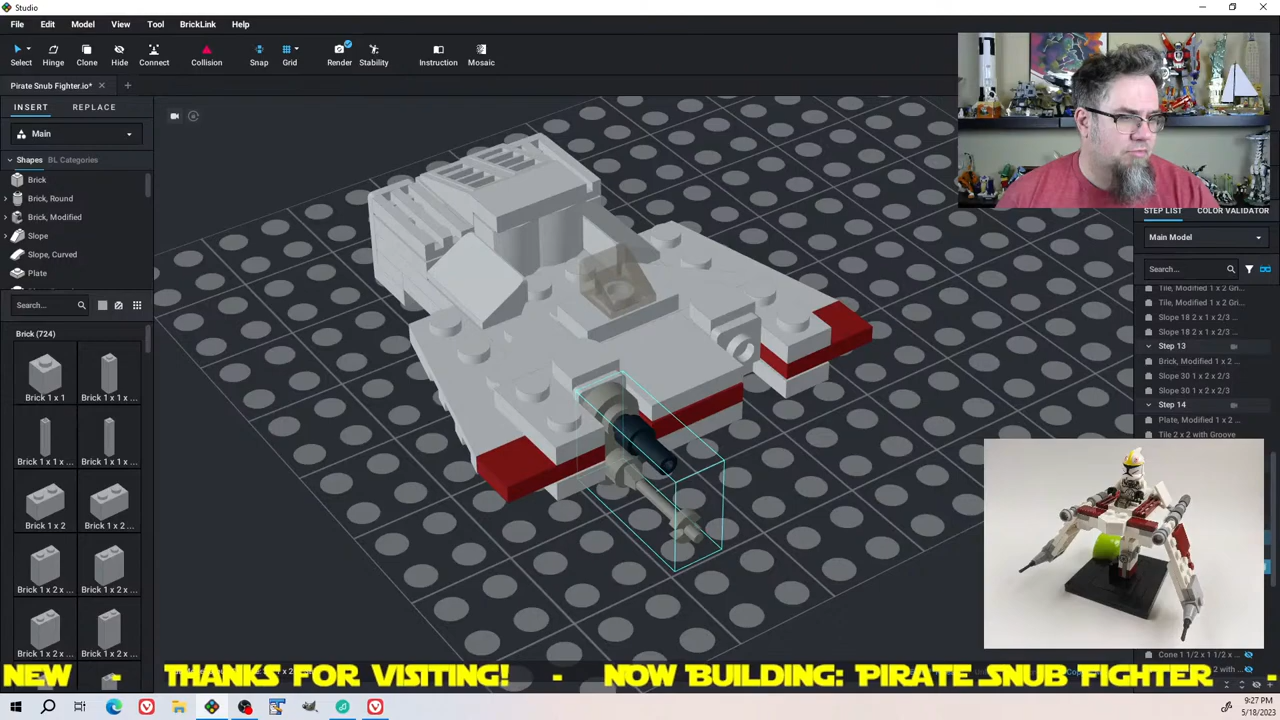 Studio
File Edit Model View Tool BrickLink Help
Select Hinge Clone Hide Connect Collision Snap Grid Render Stability Instruction Mosaic
Pirate Snub Fighter.io*
INSERT REPLACE
Main
Shapes BL Categories
Brick
Brick, Round
Brick, Modified
Slope
Slope, Curved
Plate
Search...
Brick (724)
Brick 1 x 1 Brick 1 x 1 x ...
Brick 1 x 1 x ... Brick 1 x 1 x ...
Brick 1 x 2 Brick 1 x 2 ...
Brick 1 x 2 x ... Brick 1 x 2 x ...
Brick 1 x 2 x ... Brick 1 x 2 x ...
STEP LIST COLOR VALIDATOR
Main Model
Search...
Tile, Modified 1 x 2 Gri...
Tile, Modified 1 x 2 Gri...
Slope 18 2 x 1 x 2/3 ...
Slope 18 2 x 1 x 2/3 ...
Step 13
Brick, Modified 1 x 2 ...
Slope 30 1 x 2 x 2/3
Slope 30 1 x 2 x 2/3
Step 14
Plate, Modified 1 x 2 ...
Tile 2 x 2 with Groove
Cone 1 1/2 x 1 1/2 x ...
NEW - THANKS FOR VISITING! - NOW BUILDING: PIRATE SNUB FIGHTER -
9:27 PM
5/18/2023